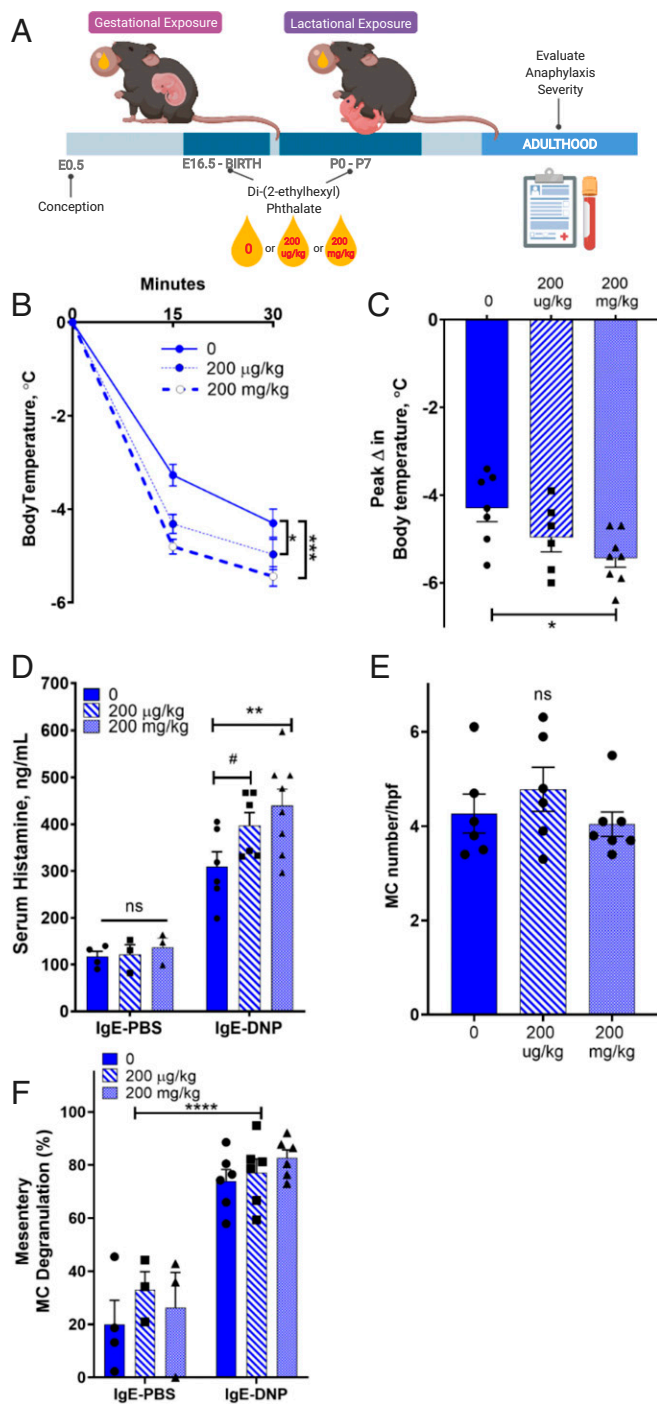 A
Gestational Exposure
Lactational Exposure
Evaluate
Anaphylaxis
Severity
ADULTHOOD
E0.5
E16.5 - BIRTH
P0 - P7
Conception
Di-(2-ethylhexyl)
Phthalate
0 or 200 ug/kg or 200 mg/kg
B
Minutes
0 15 30
0
-2
-4
-6
BodyTemperature, °C
0
200 µg/kg
200 mg/kg
*
***
C
0 200 ug/kg 200 mg/kg
0
-2
-4
-6
Peak Δ in
Body temperature, °C
*
D
700
600
500
400
300
200
100
0
Serum Histamine, ng/mL
0
200 µg/kg
200 mg/kg
ns
#
**
IgE-PBS IgE-DNP
E
6
4
2
0
MC number/hpf
ns
0 200 ug/kg 200 mg/kg
F
0
200 µg/kg
200 mg/kg
100
80
60
40
20
0
Mesentery
MC Degranulation (%)
****
IgE-PBS IgE-DNP